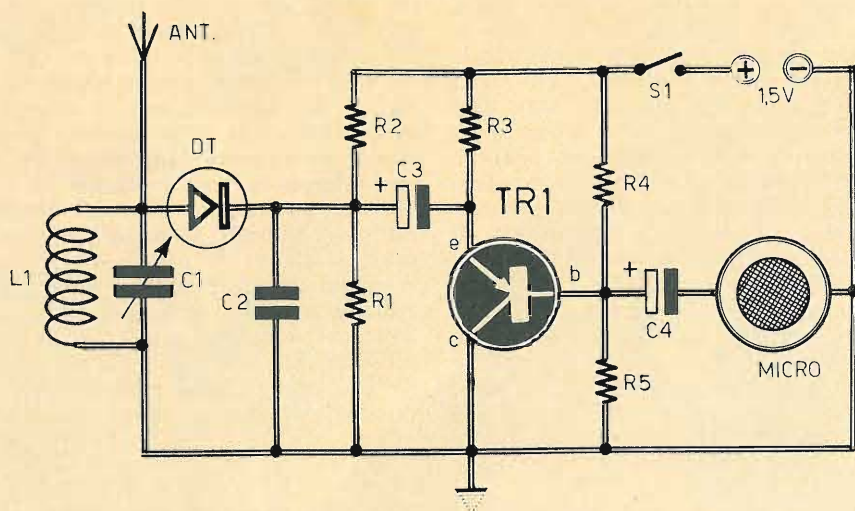 ANT.
S1
+ −
1,5V
R2
R3
DT
C3
+
TR1
R4
e
b
+
L1
C1
C2
R1
c
C4
R5
MICRO